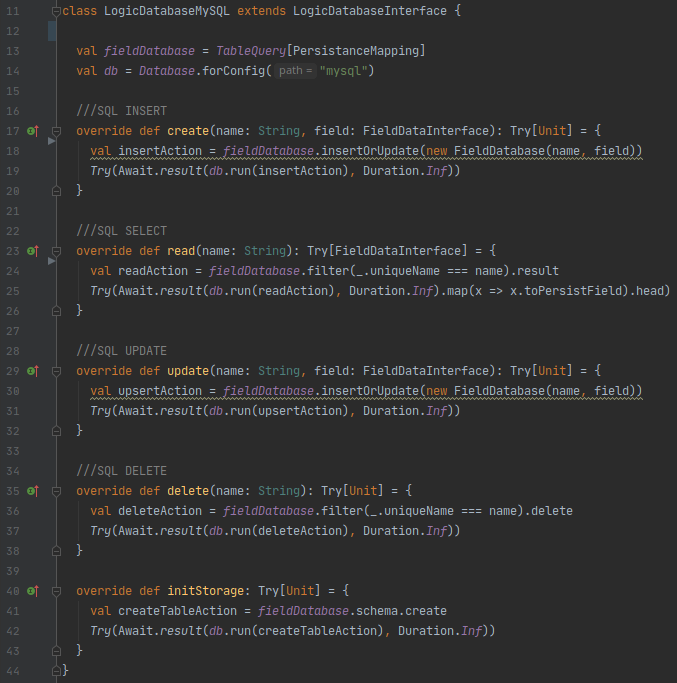 11 class LogicDatabaseMySQL extends LogicDatabaseInterface {
12
13 val fieldDatabase = TableQuery[PersistanceMapping]
14 val db = Database.forConfig( path = "mysql")
15
16 ///SQL INSERT
17 override def create(name: String, field: FieldDataInterface): Try[Unit] = {
18 val insertAction = fieldDatabase.insertOrUpdate(new FieldDatabase(name, field))
19 Try(Await.result(db.run(insertAction), Duration.Inf))
20 }
21
22 ///SQL SELECT
23 override def read(name: String): Try[FieldDataInterface] = {
24 val readAction = fieldDatabase.filter(_.uniqueName === name).result
25 Try(Await.result(db.run(readAction), Duration.Inf).map(x => x.toPersistField).head)
26 }
27
28 ///SQL UPDATE
29 override def update(name: String, field: FieldDataInterface): Try[Unit] = {
30 val upsertAction = fieldDatabase.insertOrUpdate(new FieldDatabase(name, field))
31 Try(Await.result(db.run(upsertAction), Duration.Inf))
32 }
33
34 ///SQL DELETE
35 override def delete(name: String): Try[Unit] = {
36 val deleteAction = fieldDatabase.filter(_.uniqueName === name).delete
37 Try(Await.result(db.run(deleteAction), Duration.Inf))
38 }
39
40 override def initStorage: Try[Unit] = {
41 val createTableAction = fieldDatabase.schema.create
42 Try(Await.result(db.run(createTableAction), Duration.Inf))
43 }
44 }